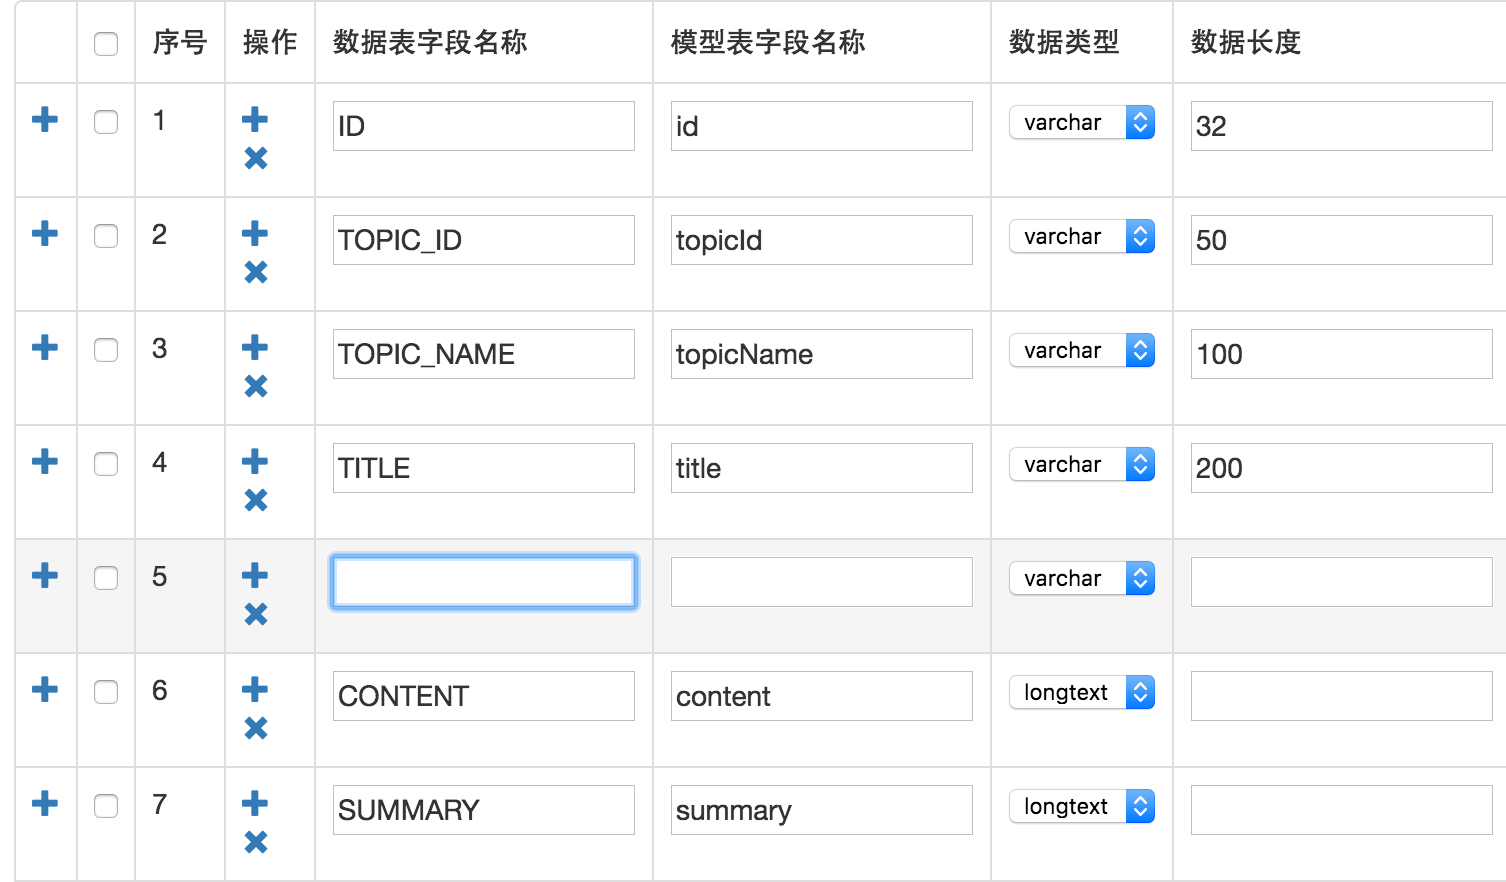 序号 操作 数据表字段名称 模型表字段名称 数据类型 数据长度
1 ID id varchar 32
2 TOPIC_ID topicId varchar 50
3 TOPIC_NAME topicName varchar 100
4 TITLE title varchar 200
5 varchar
6 CONTENT content longtext
7 SUMMARY summary longtext